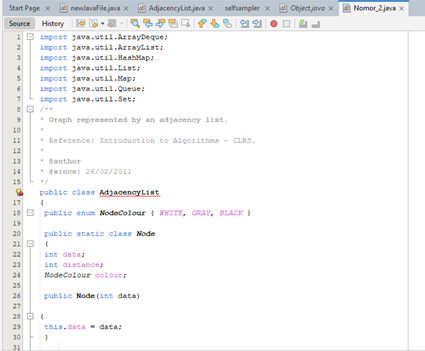 Start Page newJavaFile.java AdjacencyList.java selfsampler Object.java Nomor_2.java
Source History
1 import java.util.ArrayDeque;
2 import java.util.ArrayList;
3 import java.util.HashMap;
4 import java.util.List;
5 import java.util.Map;
6 import java.util.Queue;
7 import java.util.Set;
8 /**
9 * Graph represented by an adjacency list.
10 *
11 * Reference: Introduction to Algorithms - CLRS.
12 *
13 * @author
14 * @since: 26/02/2011
15 */
public class AdjacencyList
17 {
18 public enum NodeColour { WHITE, GRAY, BLACK }
19
20 public static class Node
21 {
22 int data;
23 int distance;
24 NodeColour colour;
25
26 public Node(int data)
27
28 {
29 this.data = data;
30 }
31